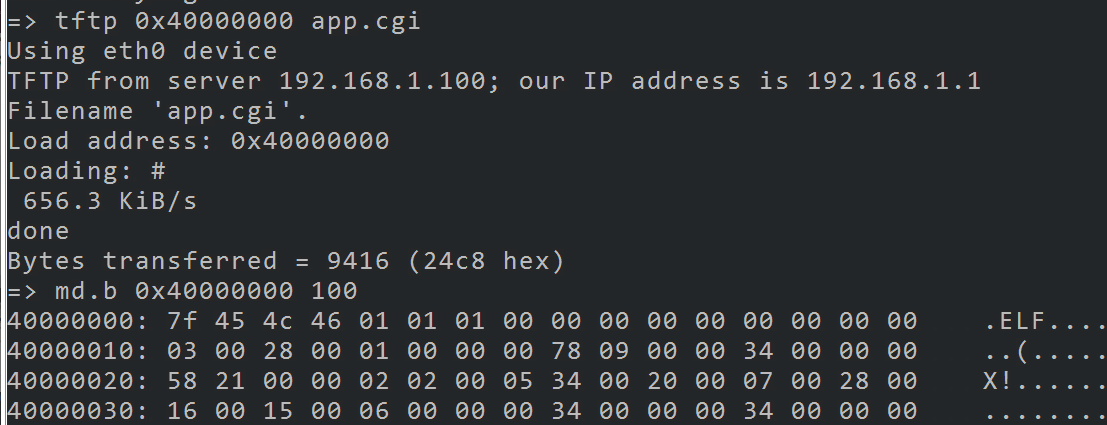 => tftp 0x40000000 app.cgi
Using eth0 device
TFTP from server 192.168.1.100; our IP address is 192.168.1.1
Filename 'app.cgi'.
Load address: 0x40000000
Loading: #
 656.3 KiB/s
done
Bytes transferred = 9416 (24c8 hex)
=> md.b 0x40000000 100
40000000: 7f 45 4c 46 01 01 01 00 00 00 00 00 00 00 00 00    .ELF....
40000010: 03 00 28 00 01 00 00 00 78 09 00 00 34 00 00 00    ..(.....
40000020: 58 21 00 00 02 02 00 05 34 00 20 00 07 00 28 00    X!......
40000030: 16 00 15 00 06 00 00 00 34 00 00 00 34 00 00 00    ........